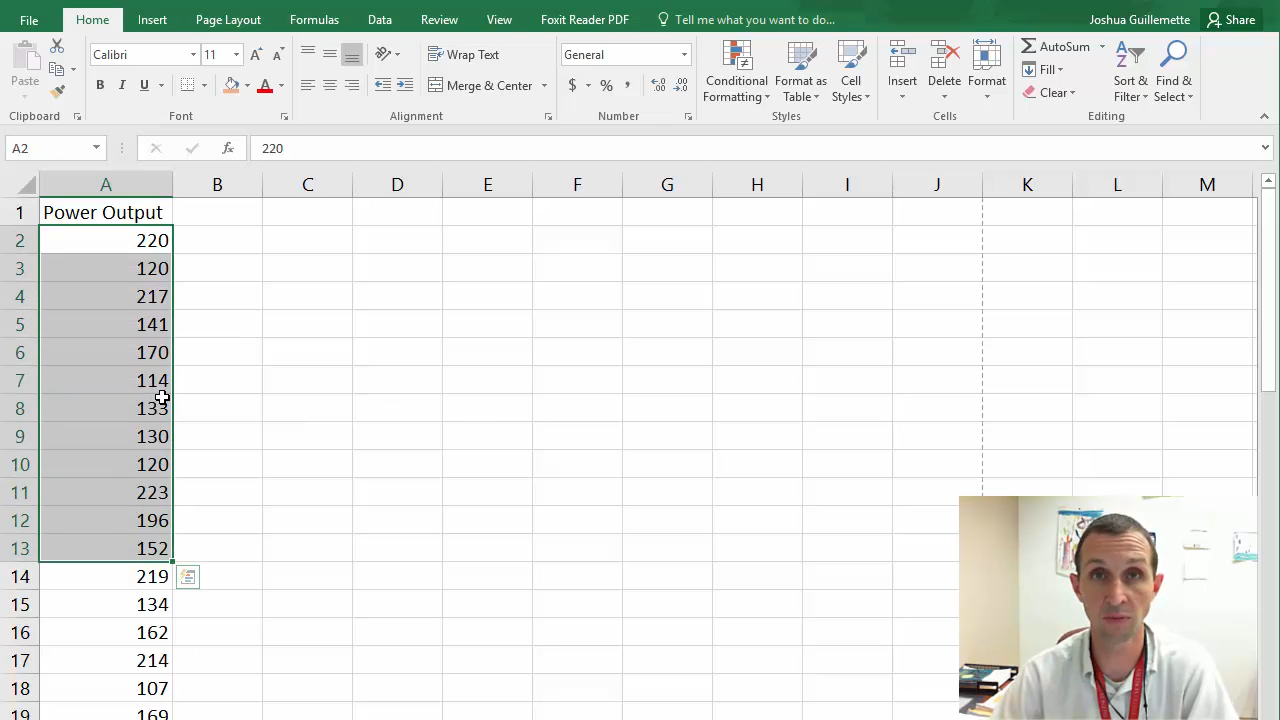 File Home Insert Page Layout Formulas Data Review View Foxit Reader PDF Tell me what you want to do... Joshua Guillemette Share
Paste
Calibri 11
Wrap Text
Merge & Center
General
$ % ,
Conditional Formatting
Format as Table
Cell Styles
Insert
Delete
Format
AutoSum
Fill
Clear
Sort & Filter
Find & Select
B I U A
Clipboard Font Alignment Number Styles Cells Editing
A2 fx 220
A B C D E F G H I J K L M
1 Power Output
2 220
3 120
4 217
5 141
6 170
7 114
8 133
9 130
10 120
11 223
12 196
13 152
14 219
15 134
16 162
17 214
18 107
19 169